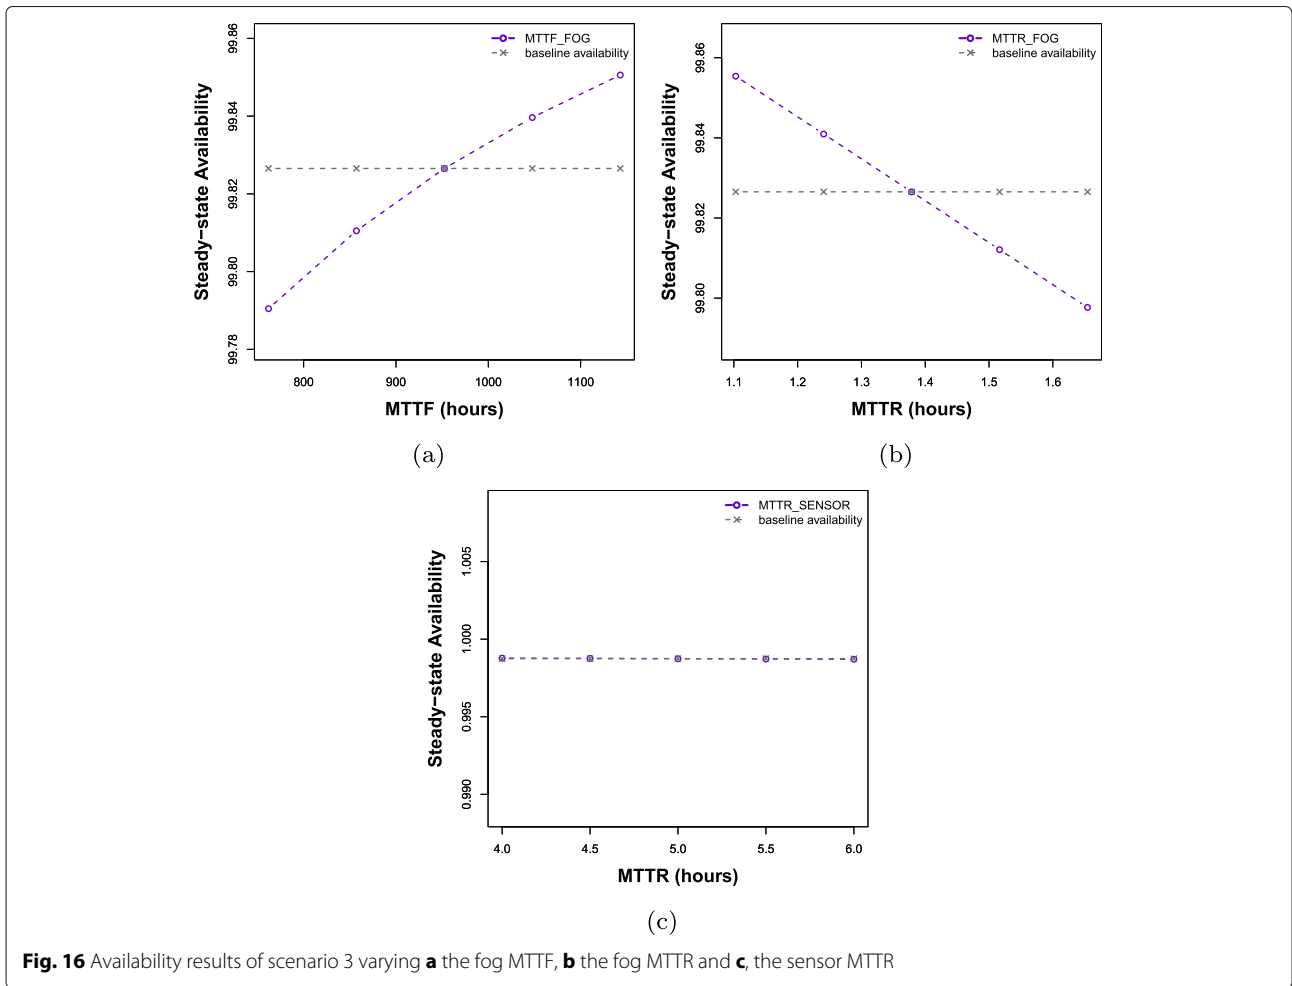 MTTF_FOG
baseline availability
Steady−state Availability
99.86
99.84
99.82
99.80
99.78
800 900 1000 1100
MTTF (hours)
(a)
MTTR_FOG
baseline availability
Steady−state Availability
99.86
99.84
99.82
99.80
1.1 1.2 1.3 1.4 1.5 1.6
MTTR (hours)
(b)
MTTR_SENSOR
baseline availability
Steady−state Availability
1.005
1.000
0.995
0.990
4.0 4.5 5.0 5.5 6.0
MTTR (hours)
(c)
Fig. 16 Availability results of scenario 3 varying a the fog MTTF, b the fog MTTR and c, the sensor MTTR